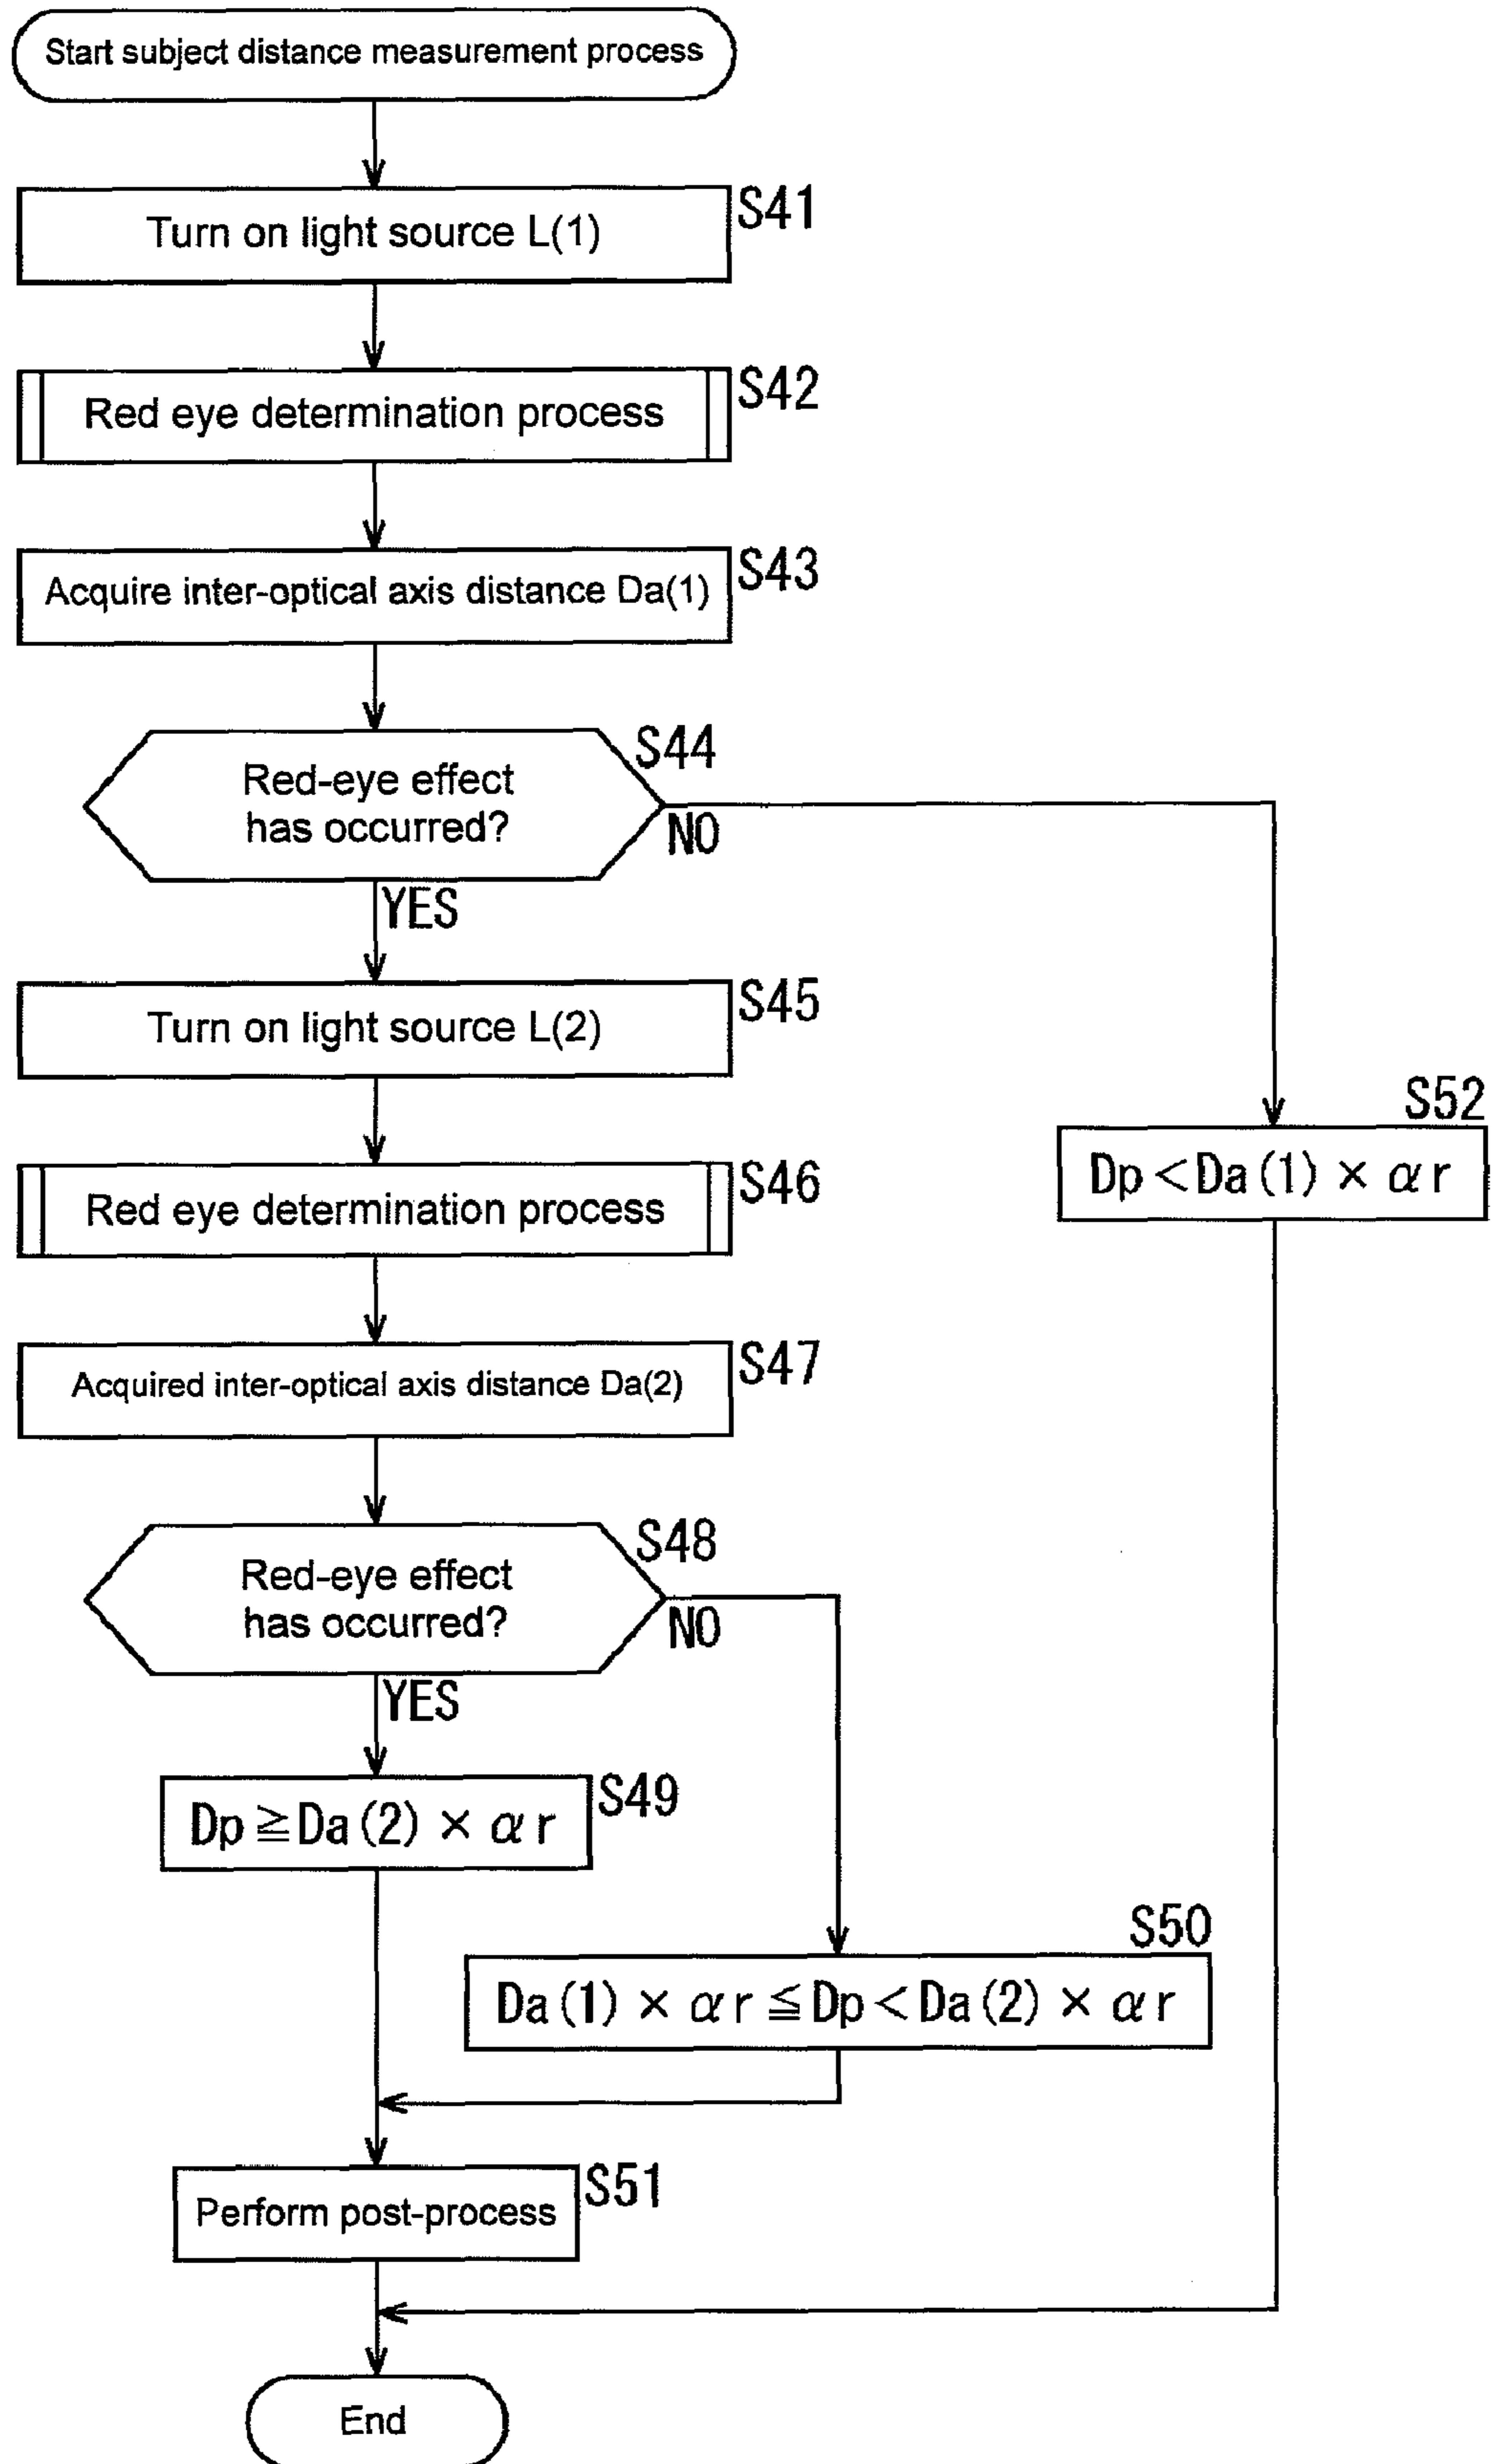 Start subject distance measurement process
S41
Turn on light source L(1)
S42
Red eye determination process
S43
Acquire inter-optical axis distance Da(1)
S44
Red-eye effect
has occurred?
NO
YES
S45
Turn on light source L(2)
S52
Dp<Da(1)× αr
S46
Red eye determination process
S47
Acquired inter-optical axis distance Da(2)
S48
Red-eye effect
has occurred?
NO
YES
S49
Dp≧Da(2)× αr
S50
Da(1)× αr≦Dp<Da(2)× αr
S51
Perform post-process
End